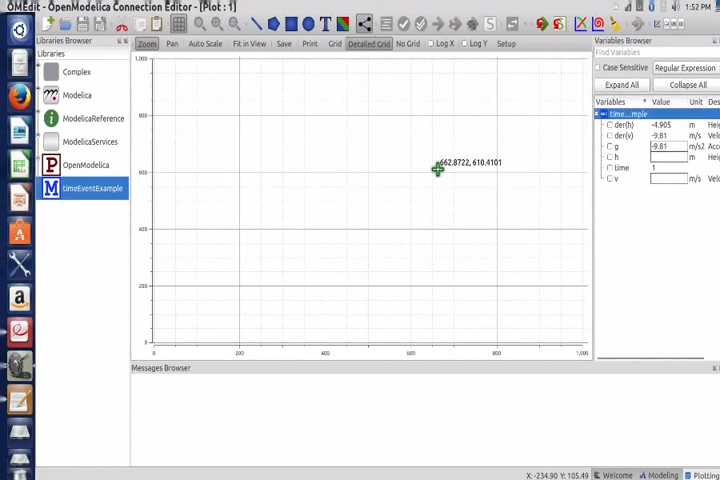 OMEdit - OpenModelica Connection Editor - [Plot : 1]
1:52 PM
Libraries Browser
Libraries
Complex
Modelica
ModelicaReference
ModelicaServices
OpenModelica
timeEventExample
Zoom Pan Auto Scale Fit in View Save Print Grid Detailed Grid No Grid Log X Log Y Setup
1,000
800
600
400
200
0
662.8722, 610.4101
0 200 400 600 800 1,000
Messages Browser
Variables Browser
Find Variables
Case Sensitive Regular Expression
Expand All Collapse All
Variables Value Unit
time...mple
der(h) -4.905 m
der(v) -9.81 m/s
g -9.81 m/s2
h m
time 1
v m/s
X: -234.90 Y: 105.49 Welcome Modeling Plotting